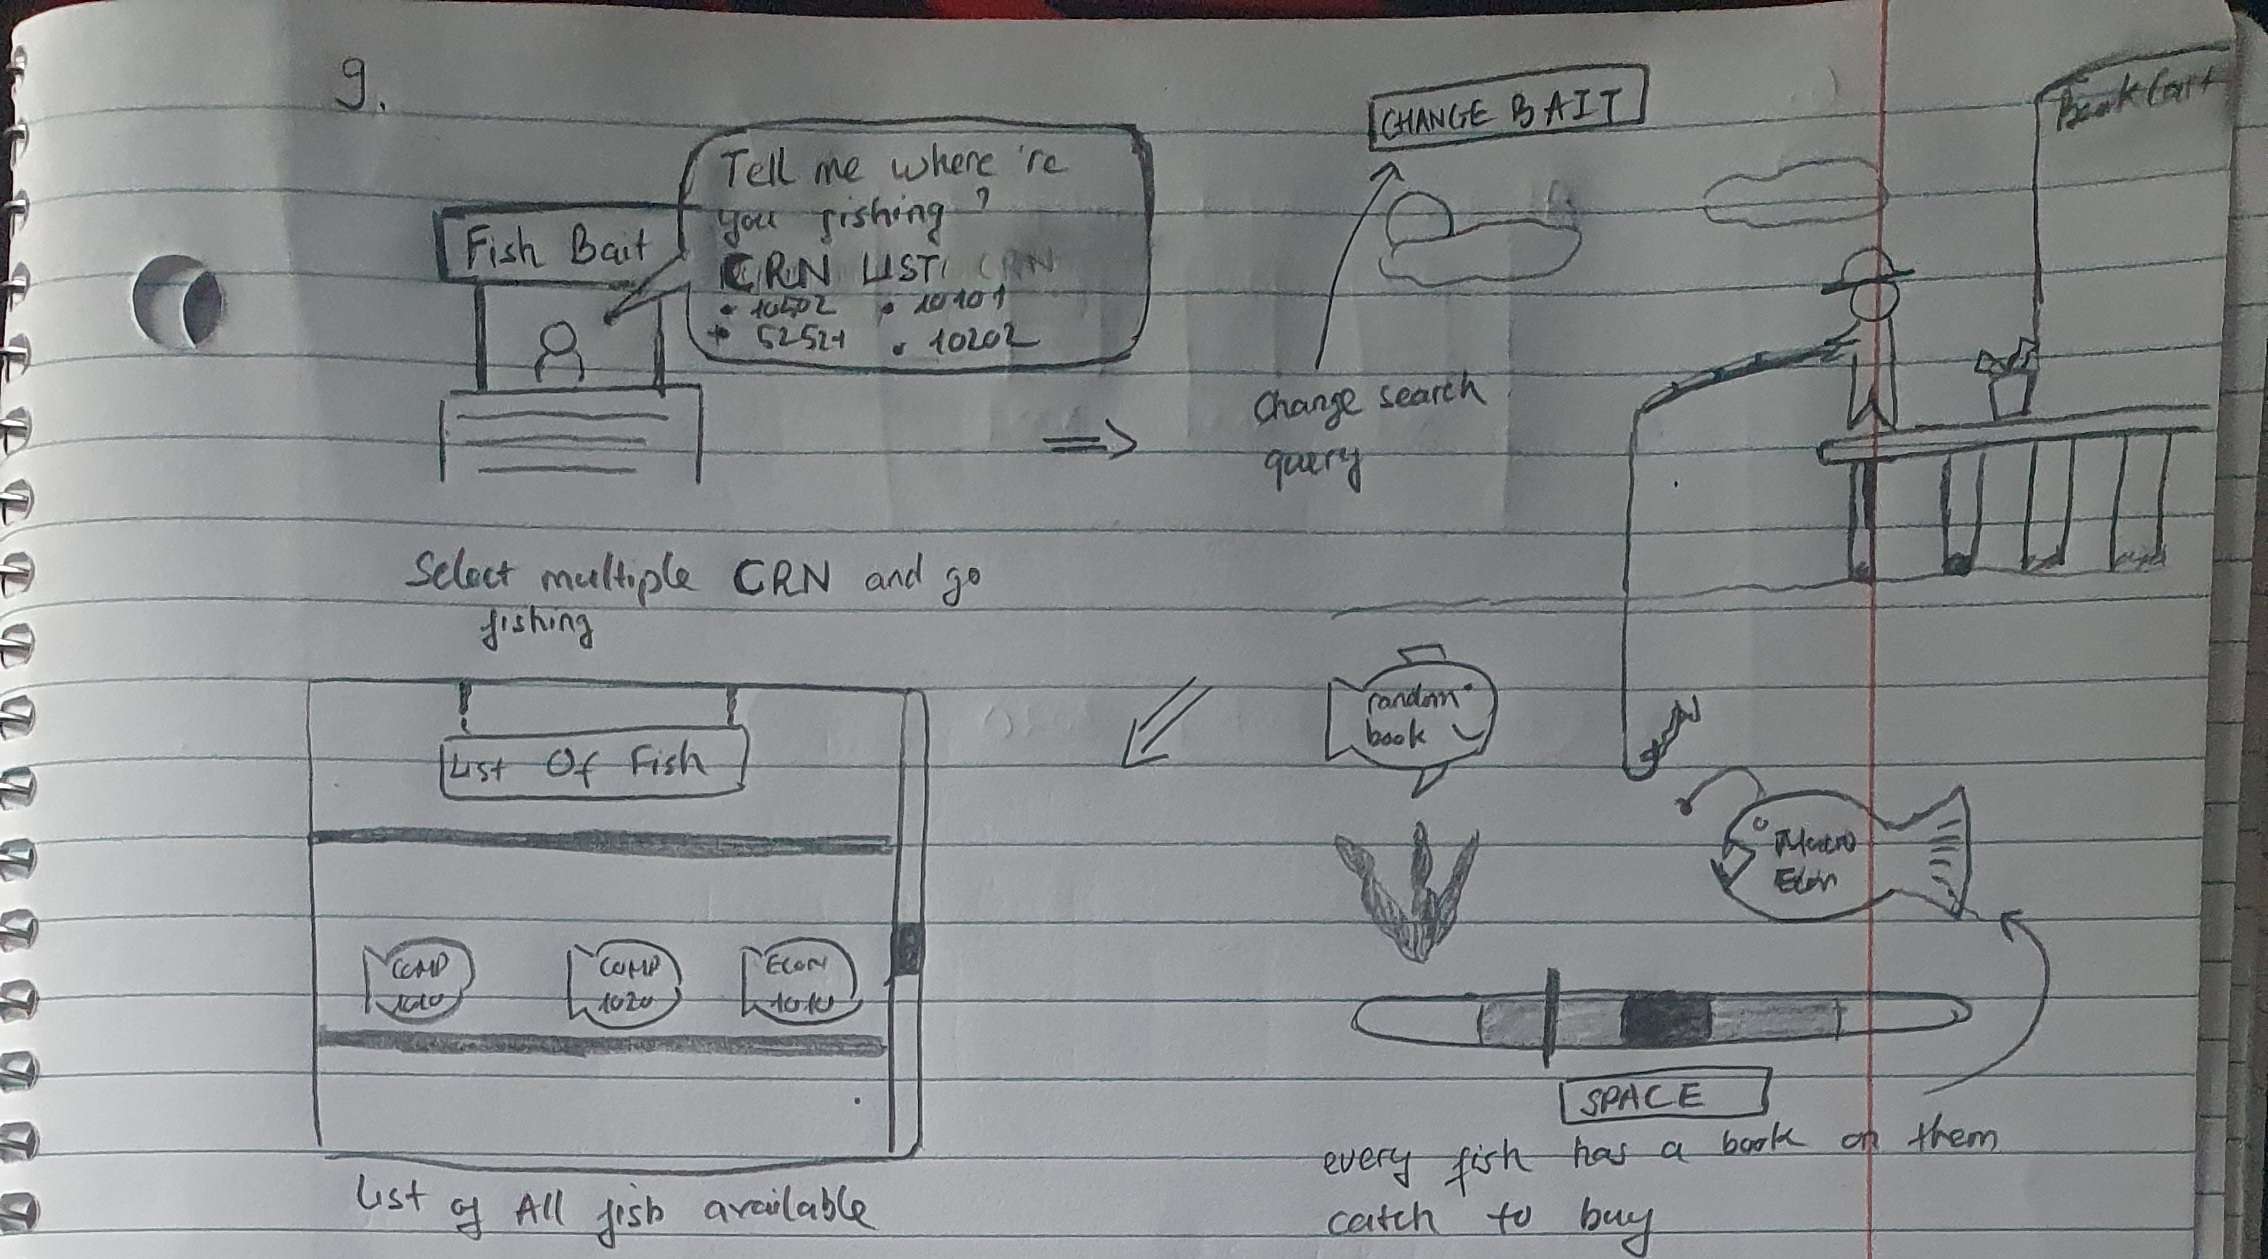 9.
Fish Bait
Tell me where 're
you fishing?
CRN LIST: CRN
• 10502 • 10101
• 52521 • 10202
Select multiple CRN and go
fishing
CHANGE BAIT
Change search
query
Book Cart
random
book
Macro
Econ
SPACE
every fish has a book on them
catch to buy
List Of Fish
COMP
1010
COMP
1020
ECON
1010
List of All fish available